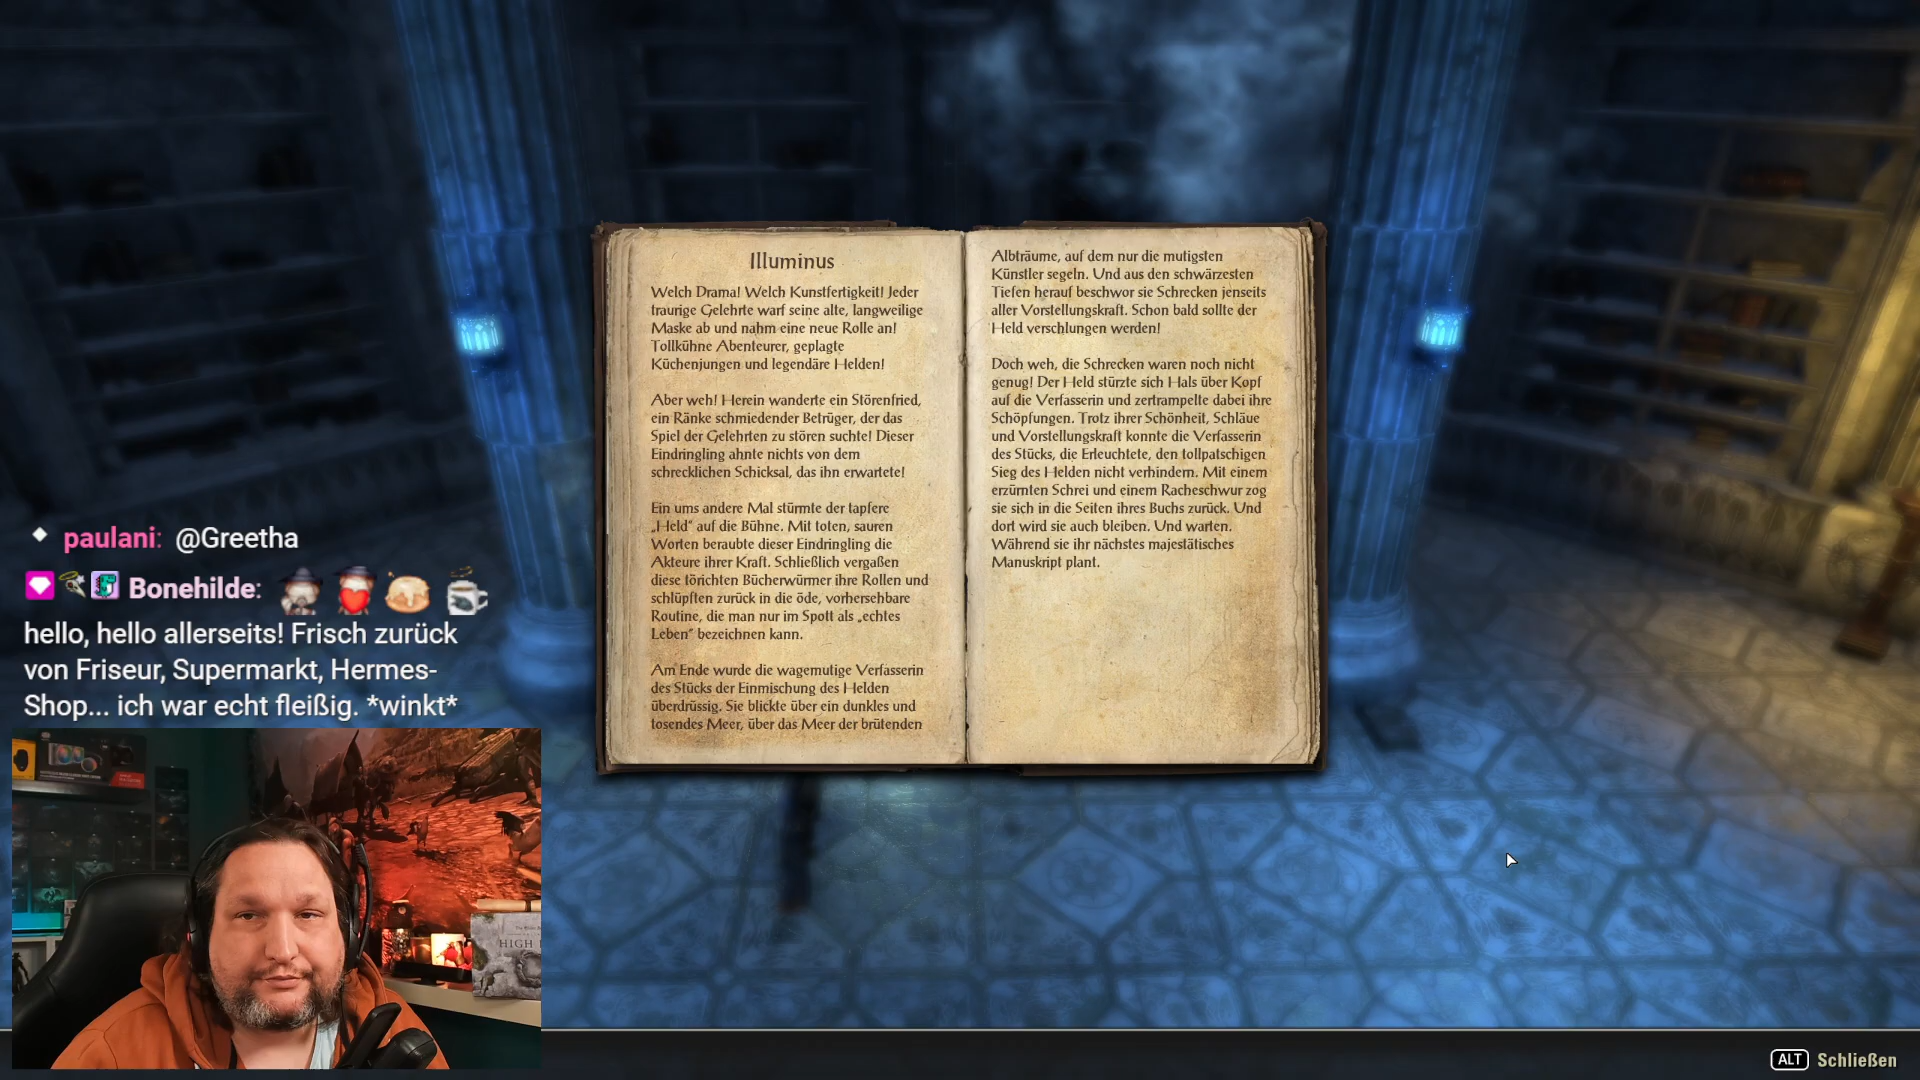 Illuminus
Welch Drama! Welch Kunstfertigkeit! Jeder
traurige Gelehrte warf seine alte, langweilige
Maske ab und nahm eine neue Rolle an!
Tollkühne Abenteurer, geplagte
Küchenjungen und legendäre Helden!
Aber weh! Herein wanderte ein Störenfried,
ein Ränke schmiedender Betrüger, der das
Spiel der Gelehrten zu stören suchte! Dieser
Eindringling ahnte nichts von dem
schrecklichen Schicksal, das ihn erwartete!
Ein ums andere Mal stürmte der tapfere
„Held“ auf die Bühne. Mit toten, sauren
Worten beraubte dieser Eindringling die
Akteure ihrer Kraft. Schließlich vergaßen
diese törichten Bücherwürmer ihre Rollen und
schlüpften zurück in die öde, vorhersehbare
Routine, die man nur im Spott als „echtes
Leben“ bezeichnen kann.
Am Ende wurde die wagemutige Verfasserin
des Stücks der Einmischung des Helden
überdrüssig. Sie blickte über ein dunkles und
tosendes Meer, über das Meer der brütenden
Albträume, auf dem nur die mutigsten
Künstler segeln. Und aus den schwärzesten
Tiefen herauf beschwor sie Schrecken jenseits
aller Vorstellungskraft. Schon bald sollte der
Held verschlungen werden!
Doch weh, die Schrecken waren noch nicht
genug! Der Held stürzte sich Hals über Kopf
auf die Verfasserin und zertrampelte dabei ihre
Schöpfungen. Trotz ihrer Schönheit, Schläue
und Vorstellungskraft konnte die Verfasserin
des Stücks, die Erleuchtete, den tollpatschigen
Sieg des Helden nicht verhindern. Mit einem
erzürnten Schrei und einem Racheschwur zog
sie sich in die Seiten ihres Buchs zurück. Und
dort wird sie auch bleiben. Und warten.
Während sie ihr nächstes majestätisches
Manuskript plant.
paulani: @Greetha
Bonehilde:
hello, hello allerseits! Frisch zurück
von Friseur, Supermarkt, Hermes-
Shop... ich war echt fleißig. *winkt*
HIGH
ALT Schließen